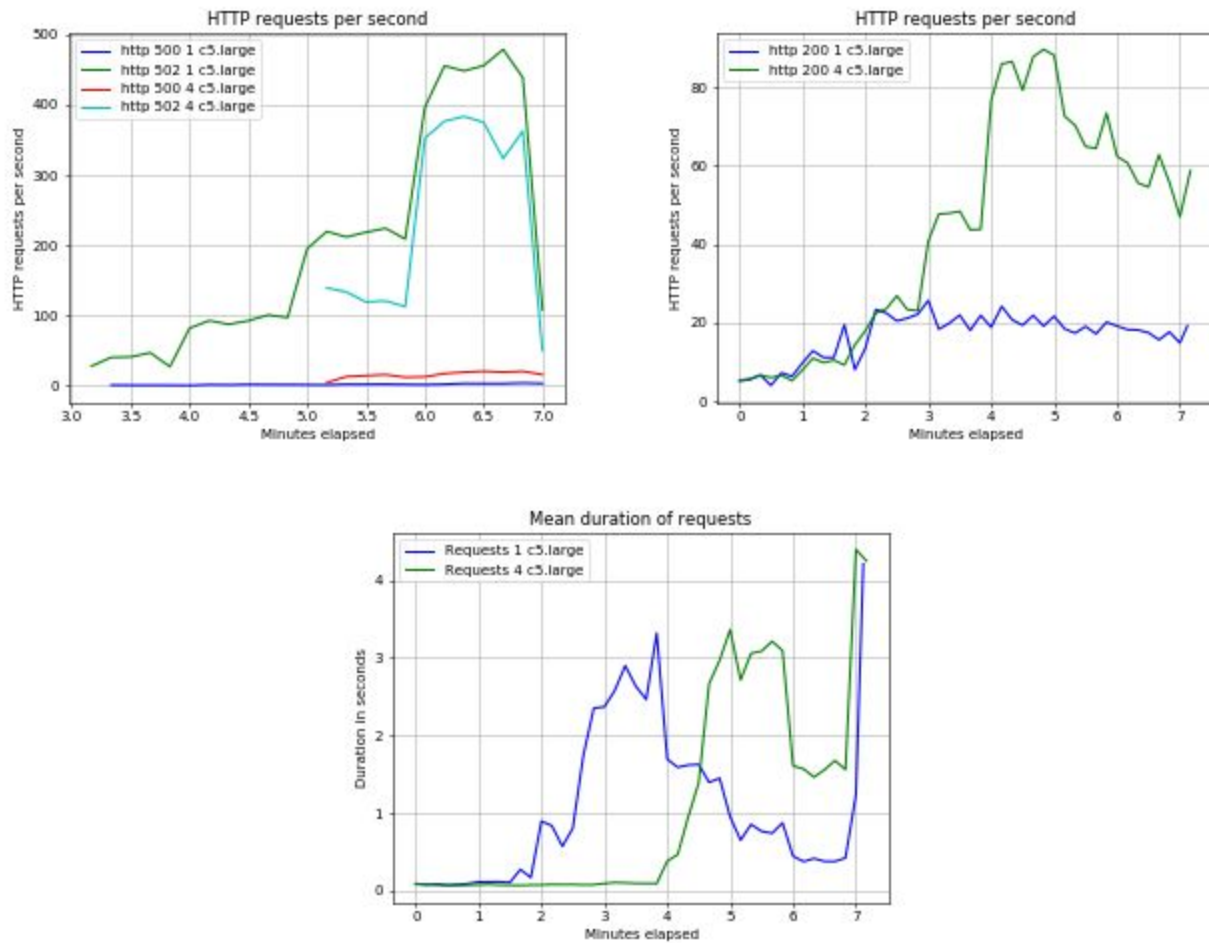 HTTP requests per second
http 500 1 c5.large
http 502 1 c5.large
http 500 4 c5.large
http 502 4 c5.large
HTTP requests per second
500
400
300
200
100
0
3.0 3.5 4.0 4.5 5.0 5.5 6.0 6.5 7.0
Minutes elapsed
HTTP requests per second
http 200 1 c5.large
http 200 4 c5.large
HTTP requests per second
80
60
40
20
0
0 1 2 3 4 5 6 7
Minutes elapsed
Mean duration of requests
Requests 1 c5.large
Requests 4 c5.large
Duration in seconds
4
3
2
1
0
0 1 2 3 4 5 6 7
Minutes elapsed